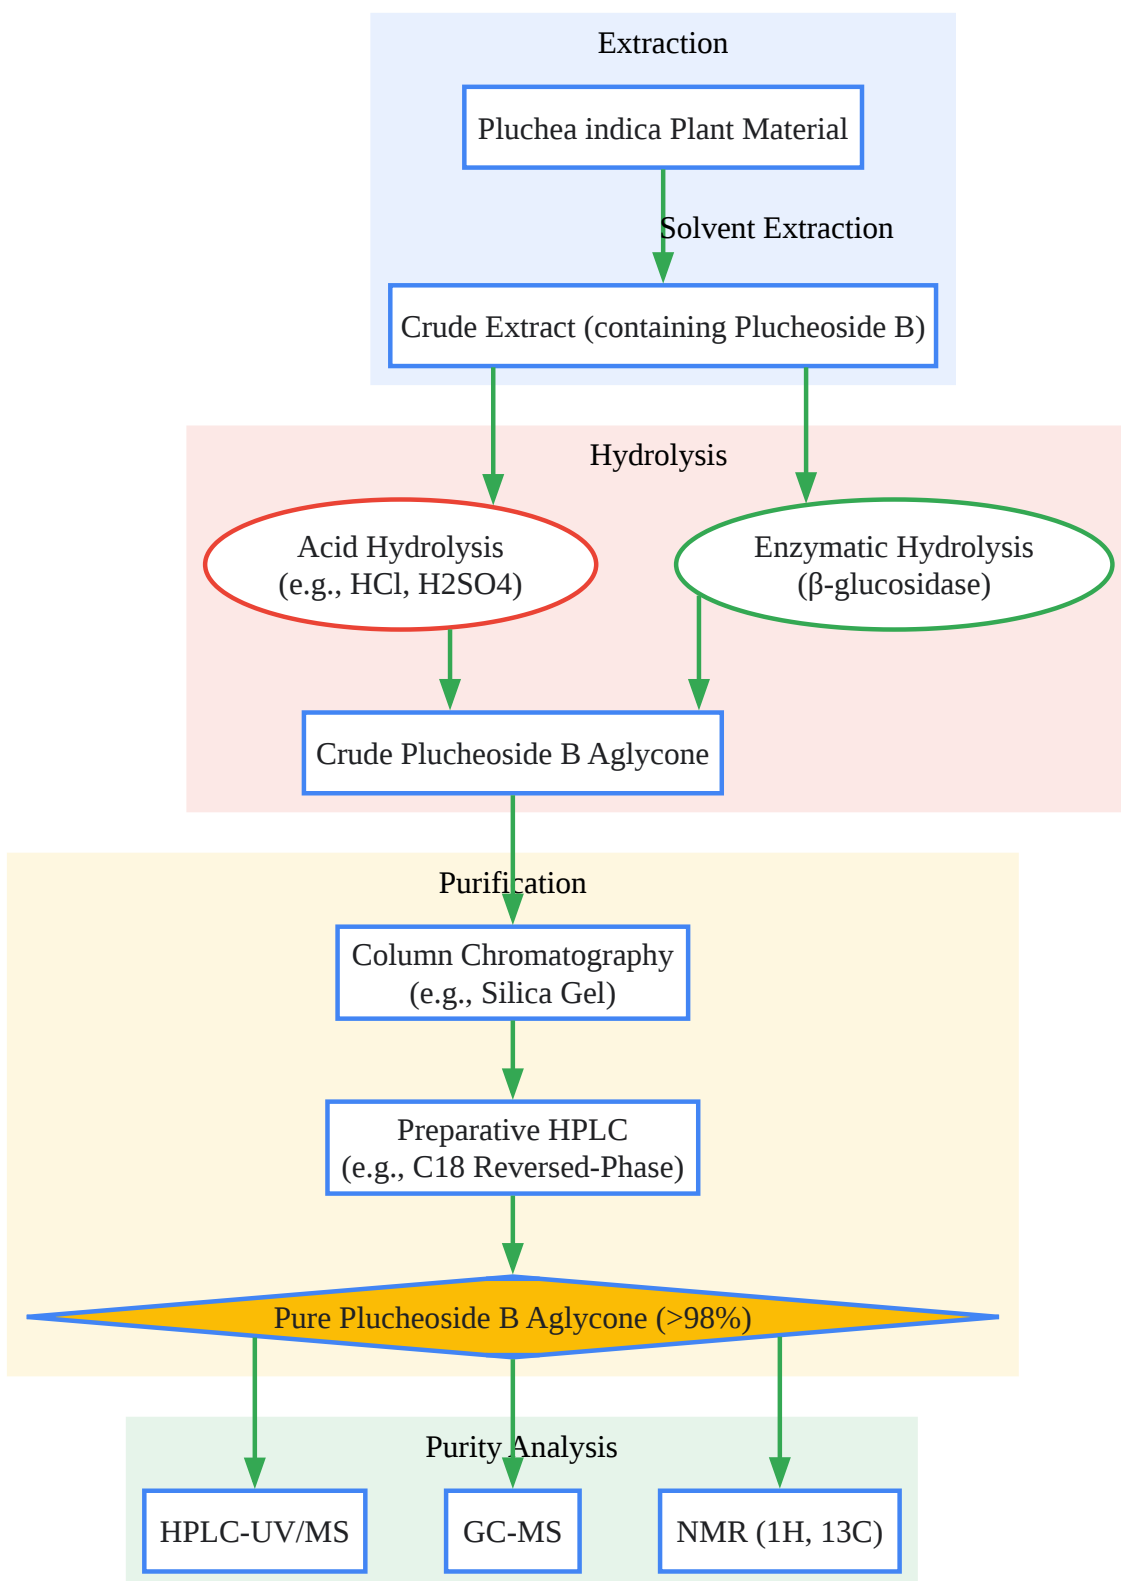 Extraction
Pluchea indica Plant Material
Solvent Extraction
Crude Extract (containing Plucheoside B)
Hydrolysis
Acid Hydrolysis
(e.g., HCl, H2SO4)
Enzymatic Hydrolysis
(β-glucosidase)
Crude Plucheoside B Aglycone
Purification
Column Chromatography
(e.g., Silica Gel)
Preparative HPLC
(e.g., C18 Reversed-Phase)
Pure Plucheoside B Aglycone (>98%)
Purity Analysis
HPLC-UV/MS
GC-MS
NMR (1H, 13C)